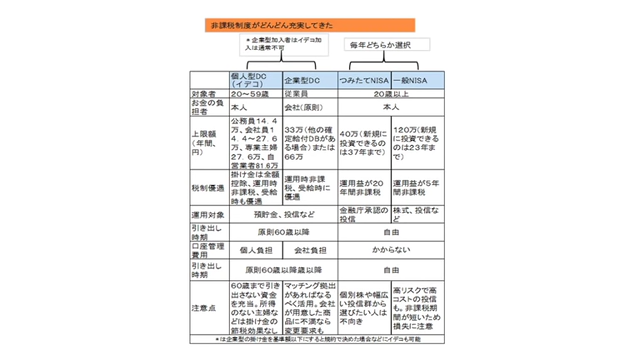 非課税制度がどんどん充実してきた
＊企業型加入者はイデコ加
入は通常不可
毎年どちらか選択
個人型DC
（イデコ）
企業型DC
つみたてNISA
一般NISA
対象者
20〜59歳
従業員
20歳以上
お金の負
担者
本人
会社（原則）
本人
上限額
（年間、
円）
公務員14.4
万、会社員1
4.4〜27.6
万、専業主婦
27.6万、自
営業者81.6万
33万（他の確
定給付DBが
ある場合）または
66万
40万（新規に
投資できるの
は37年まで）
120万（新規
に投資できる
のは23年ま
で）
税制優遇
掛け金は全額
控除、運用時
非課税、受給
時も優遇
運用時非課
税、受給時に
優遇
運用益が20
年間非課税
運用益が5年
間非課税
運用対象
預貯金、投信など
金融庁承認の
投信
株式、投信な
ど
引き出し
時期
原則60歳以降
自由
口座管理
費用
個人負担
会社負担
かからない
引き出し
時期
原則60歳以降歳以降
自由
注意点
60歳まで引き
出さない資金
を充当。所得
のない主婦な
どは掛け金の
節税効果なし
マッチング拠出
があればなるべ
く活用。会社が
用意した商
品に不満なら
変更要求も
個別株や幅広
い投信群から
選びたい人は
不向き
高リスクで高
コストの投信
も。非課税期
間が短いため
損失に注意
＊は企業型の掛け金を基準額以下にすると規約で決めた場合などにイデコも可能